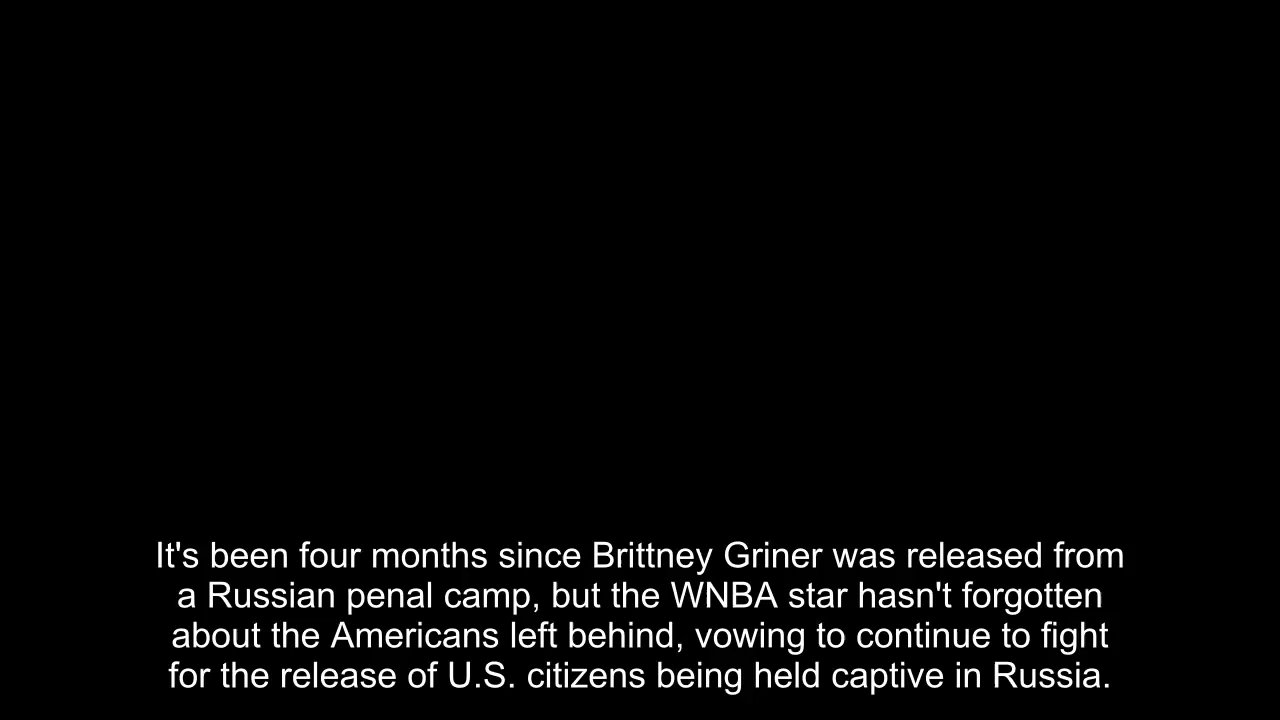 It's been four months since Brittney Griner was released from
a Russian penal camp, but the WNBA star hasn't forgotten
about the Americans left behind, vowing to continue to fight
for the release of U.S. citizens being held captive in Russia.